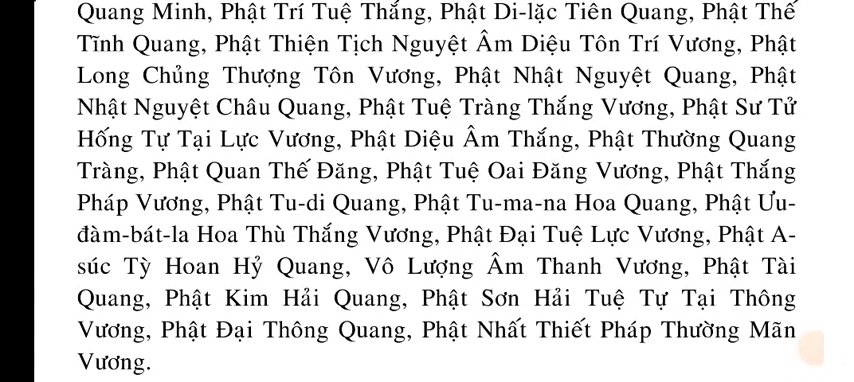 Quang Minh, Phật Trí Tuệ Thắng, Phật Di-lặc Tiên Quang, Phật Thế
Tĩnh Quang, Phật Thiện Tịch Nguyệt Âm Diệu Tôn Trí Vương, Phật
Long Chủng Thượng Tôn Vương, Phật Nhật Nguyệt Quang, Phật
Nhật Nguyệt Châu Quang, Phật Tuệ Tràng Thắng Vương, Phật Sư Tử
Hống Tự Tại Lực Vương, Phật Diệu Âm Thắng, Phật Thường Quang
Tràng, Phật Quan Thế Đăng, Phật Tuệ Oai Đăng Vương, Phật Thắng
Pháp Vương, Phật Tu-di Quang, Phật Tu-ma-na Hoa Quang, Phật Ưu-
đàm-bát-la Hoa Thù Thắng Vương, Phật Đại Tuệ Lực Vương, Phật A-
súc Tỳ Hoan Hỷ Quang, Vô Lượng Âm Thanh Vương, Phật Tài
Quang, Phật Kim Hải Quang, Phật Sơn Hải Tuệ Tự Tại Thông
Vương, Phật Đại Thông Quang, Phật Nhất Thiết Pháp Thường Mãn
Vương.